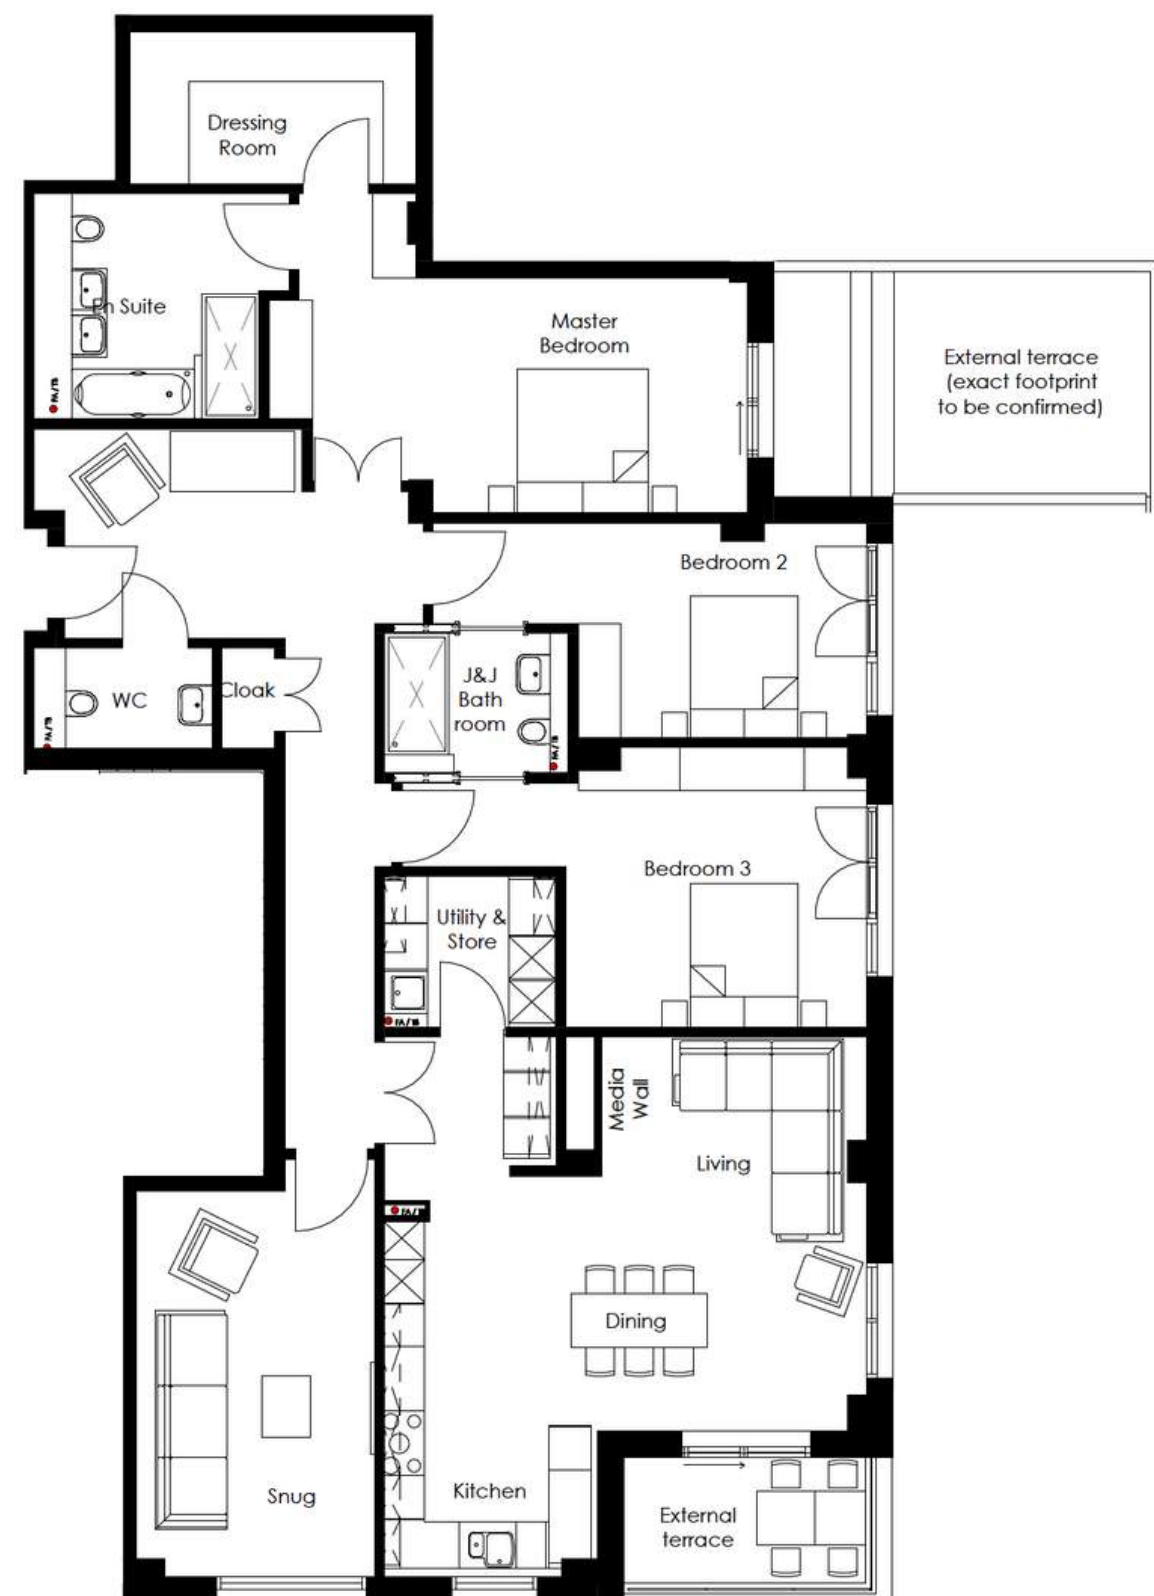 Dressing
Room
En Suite
Master
Bedroom
External terrace
(exact footprint
to be confirmed)
Bedroom 2
WC
Cloak
J&J
Bath
room
Bedroom 3
Utility &
Store
Media
Wall
Living
Dining
Snug
Kitchen
External
terrace